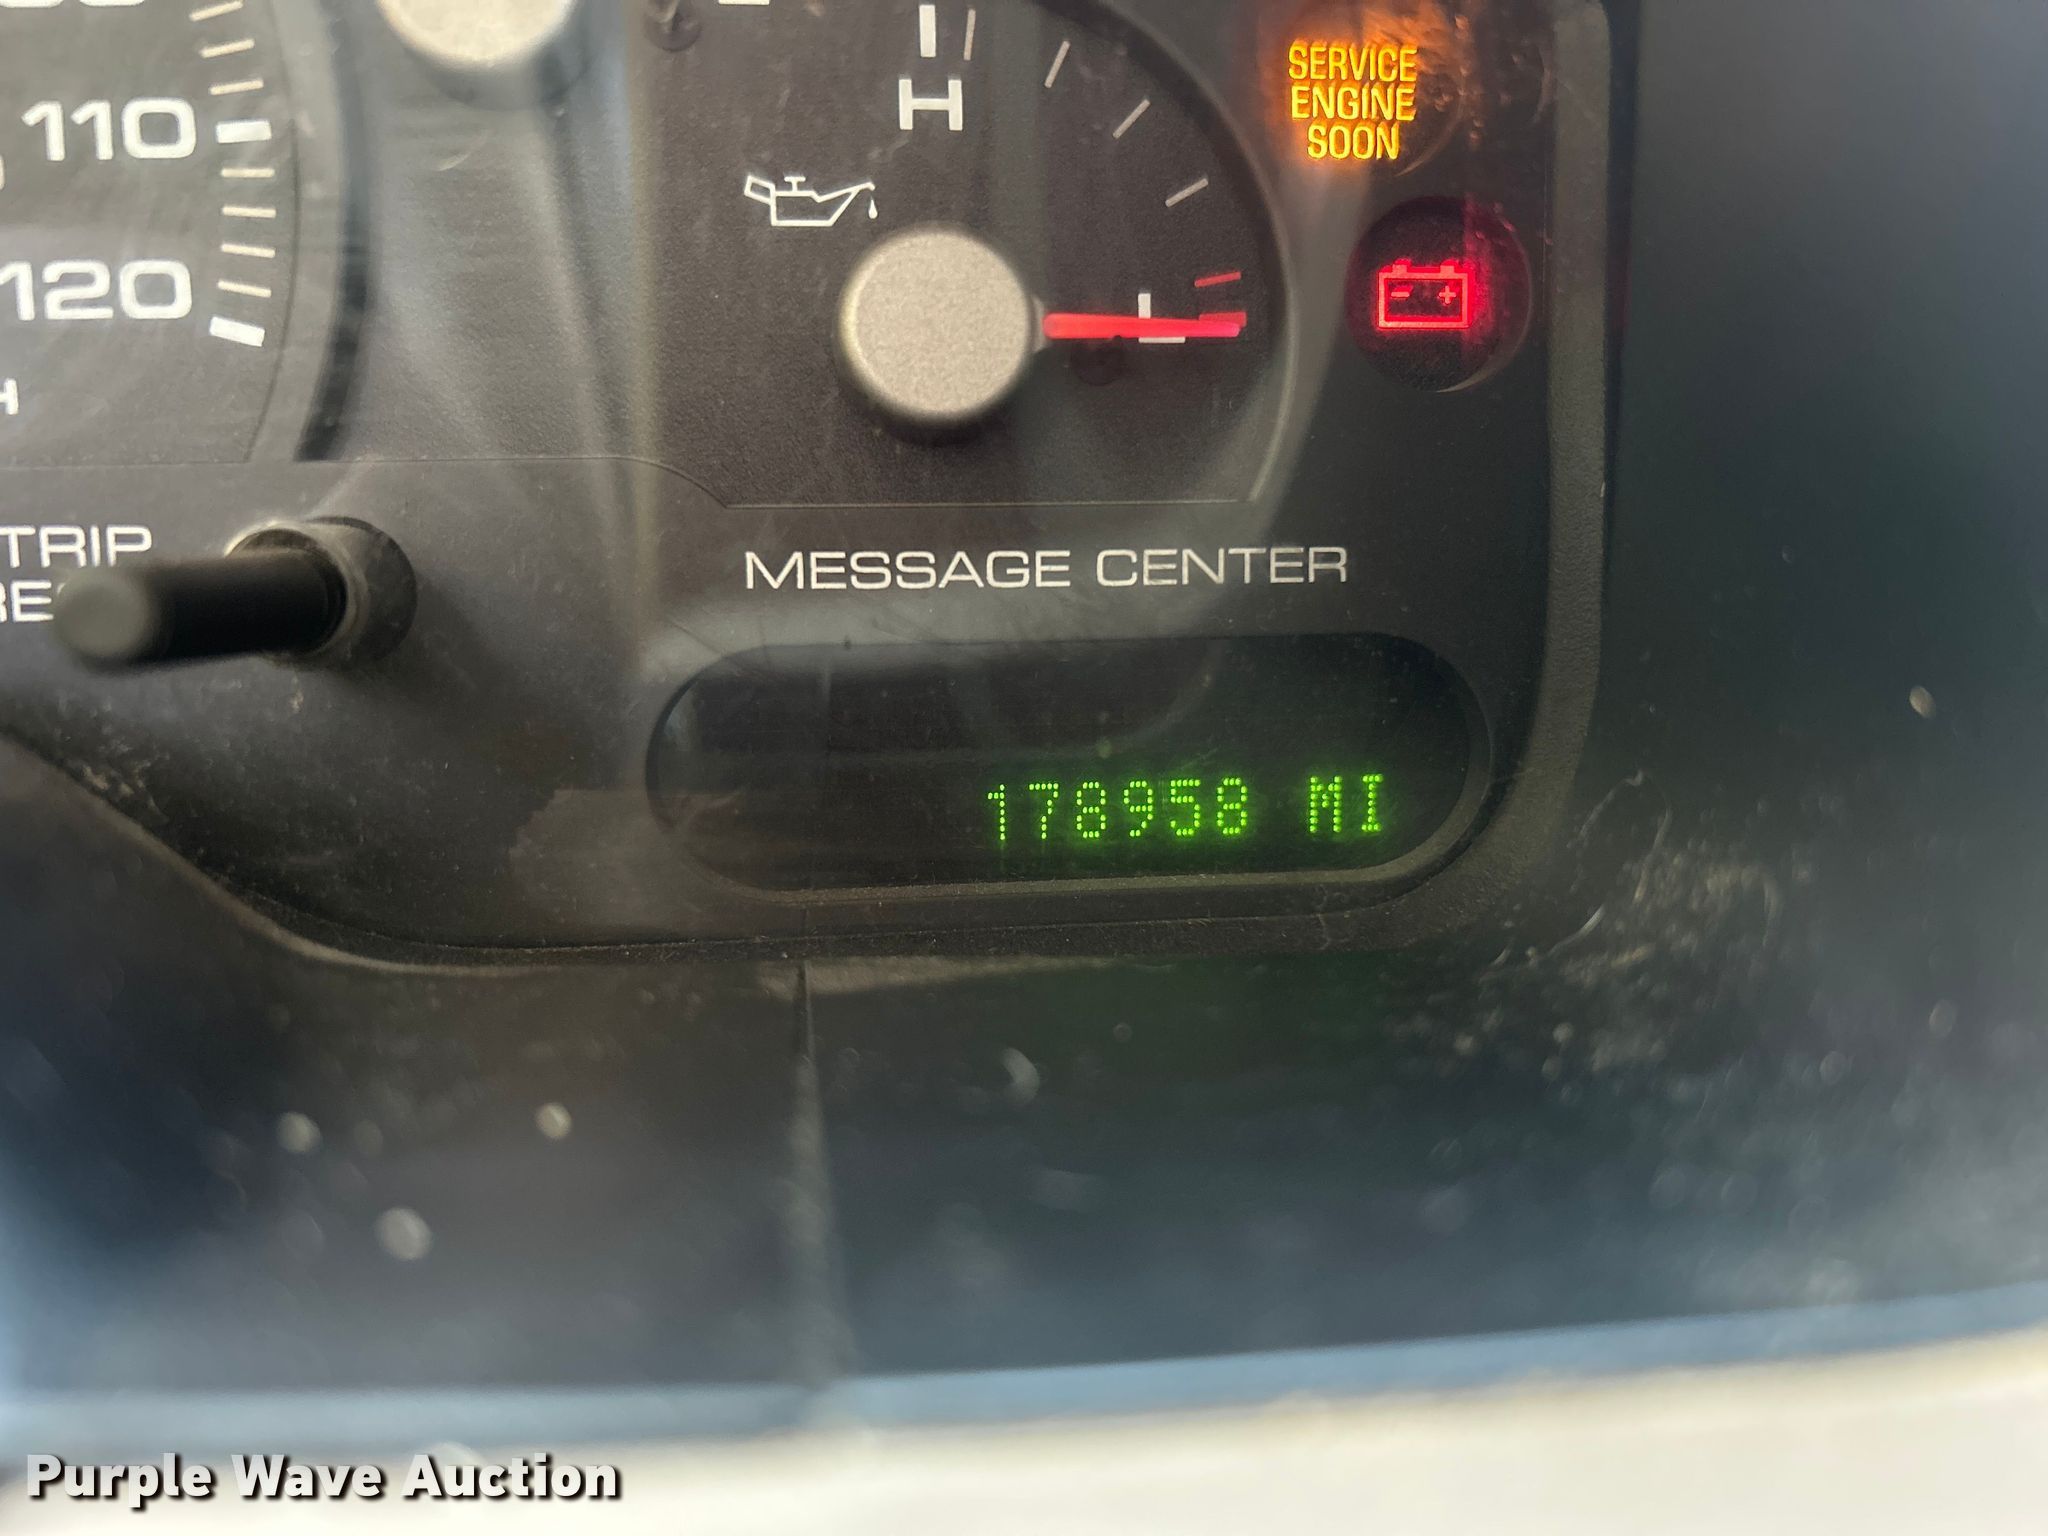 110
120
H
SERVICE
ENGINE
SOON
- +
L
TRIP
MESSAGE CENTER
178958 MI
Purple Wave Auction